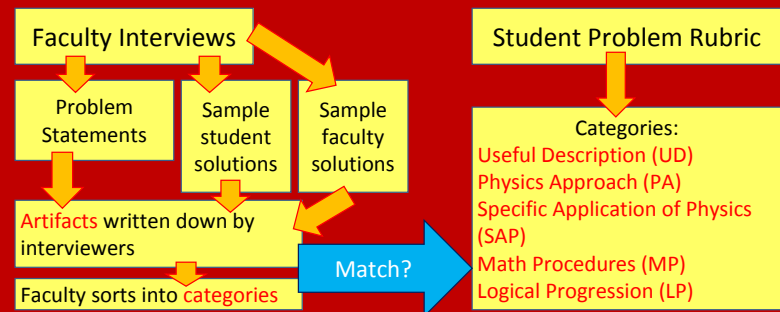 Faculty Interviews
Problem
Statements
Sample
student
solutions
Sample
faculty
solutions
Artifacts written down by
interviewers
Faculty sorts into categories
Match?
Student Problem Rubric
Categories:
Useful Description (UD)
Physics Approach (PA)
Specific Application of Physics
(SAP)
Math Procedures (MP)
Logical Progression (LP)